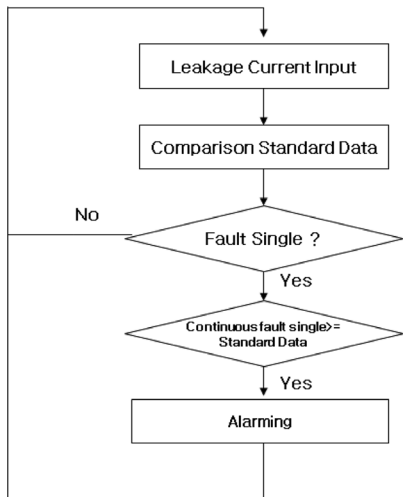 Leakage Current Input
Comparison Standard Data
No
Fault Single ?
Yes
Continuous fault single>=
Standard Data
Yes
Alarming